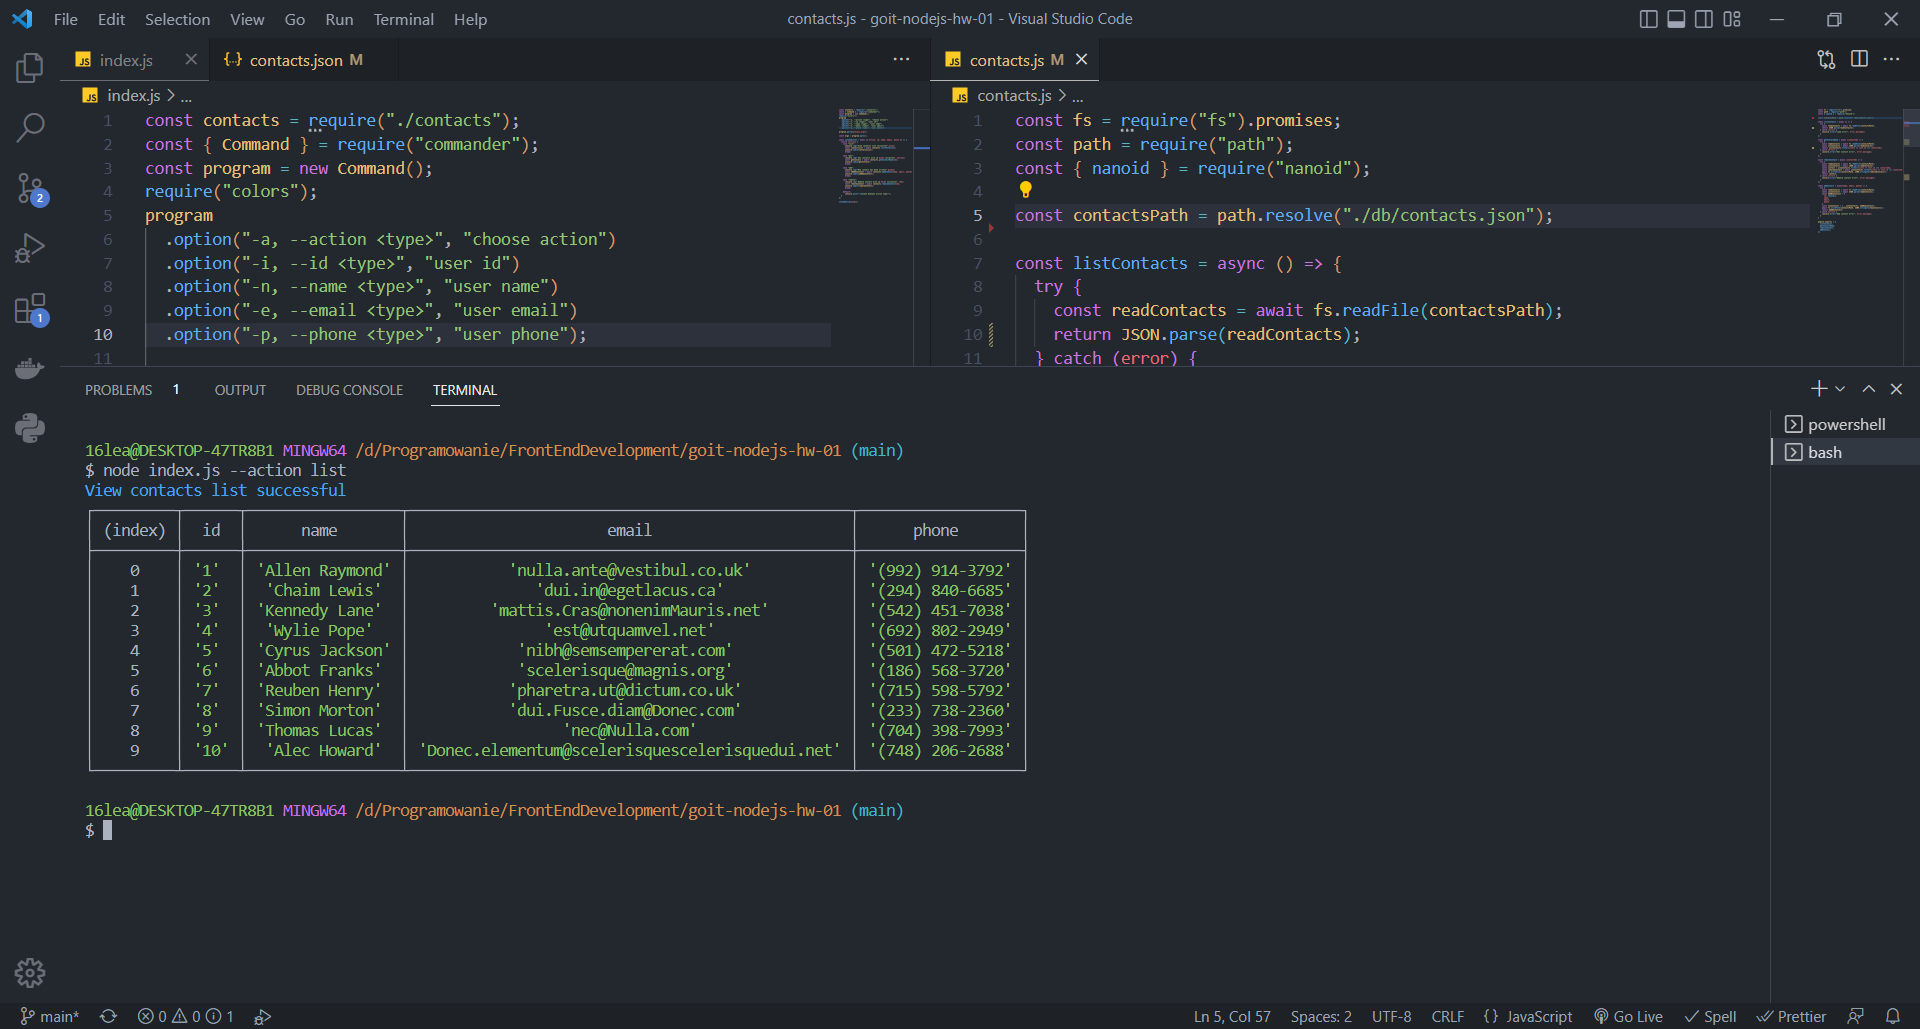 File Edit Selection View Go Run Terminal Help
contacts.js - goit-nodejs-hw-01 - Visual Studio Code
JS index.js
{··} contacts.json M
JS index.js > ...
1 const contacts = require("./contacts");
2 const { Command } = require("commander");
3 const program = new Command();
4 require("colors");
5 program
6 .option("-a, --action <type>", "choose action")
7 .option("-i, --id <type>", "user id")
8 .option("-n, --name <type>", "user name")
9 .option("-e, --email <type>", "user email")
10 .option("-p, --phone <type>", "user phone");
11
JS contacts.js M
JS contacts.js > ...
1 const fs = require("fs").promises;
2 const path = require("path");
3 const { nanoid } = require("nanoid");
4
5 const contactsPath = path.resolve("./db/contacts.json");
6
7 const listContacts = async () => {
8 try {
9 const readContacts = await fs.readFile(contactsPath);
10 return JSON.parse(readContacts);
11 } catch (error) {
2
1
PROBLEMS 1 OUTPUT DEBUG CONSOLE TERMINAL
powershell
bash
16lea@DESKTOP-47TR8B1 MINGW64 /d/Programowanie/FrontEndDevelopment/goit-nodejs-hw-01 (main)
$ node index.js --action list
View contacts list successful
(index) id name email phone
0 '1' 'Allen Raymond' 'nulla.ante@vestibul.co.uk' '(992) 914-3792'
1 '2' 'Chaim Lewis' 'dui.in@egetlacus.ca' '(294) 840-6685'
2 '3' 'Kennedy Lane' 'mattis.Cras@nonenimMauris.net' '(542) 451-7038'
3 '4' 'Wylie Pope' 'est@utquamvel.net' '(692) 802-2949'
4 '5' 'Cyrus Jackson' 'nibh@semsempererat.com' '(501) 472-5218'
5 '6' 'Abbot Franks' 'scelerisque@magnis.org' '(186) 568-3720'
6 '7' 'Reuben Henry' 'pharetra.ut@dictum.co.uk' '(715) 598-5792'
7 '8' 'Simon Morton' 'dui.Fusce.diam@Donec.com' '(233) 738-2360'
8 '9' 'Thomas Lucas' 'nec@Nulla.com' '(704) 398-7993'
9 '10' 'Alec Howard' 'Donec.elementum@scelerisquescelerisquedui.net' '(748) 206-2688'
16lea@DESKTOP-47TR8B1 MINGW64 /d/Programowanie/FrontEndDevelopment/goit-nodejs-hw-01 (main)
$
main* 0 0 1 Ln 5, Col 57 Spaces: 2 UTF-8 CRLF {} JavaScript Go Live Spell Prettier